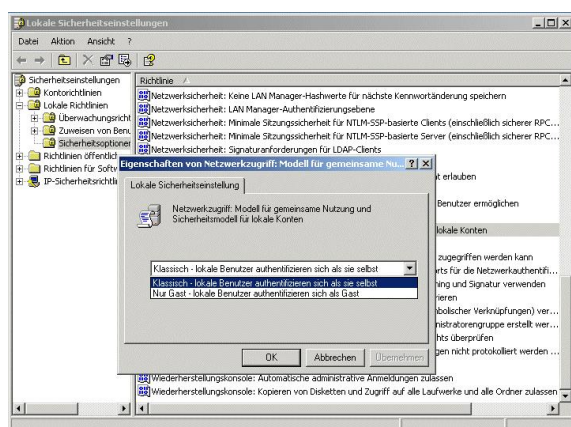 Lokale Sicherheitseinstellungen
Datei Aktion Ansicht ?
Sicherheitseinstellungen
Kontorichtlinien
Lokale Richtlinien
Überwachungsricht
Zuweisen von Benu
Sicherheitsoptionen
Richtlinien öffentlich
Richtlinien für Softw
IP-Sicherheitsrichtli
Richtlinie
Netzwerksicherheit: Keine LAN Manager-Hashwerte für nächste Kennwortänderung speichern
Netzwerksicherheit: LAN Manager-Authentifizierungsebene
Netzwerksicherheit: Minimale Sitzungssicherheit für NTLM-SSP-basierte Clients (einschließlich sicherer RPC...
Netzwerksicherheit: Minimale Sitzungssicherheit für NTLM-SSP-basierte Server (einschließlich sicherer RPC...
Netzwerksicherheit: Signaturanforderungen für LDAP-Clients
t erlauben
Benutzer ermöglichen
lokale Konten
zugegriffen werden kann
rts für die Netzwerkauthentifi...
ning und Signatur verwenden
rieren
mbolischer Verknüpfungen) ver...
nistratorengruppe erstellt wer...
hts überprüfen
gen nicht protokolliert werden ...
Wiederherstellungskonsole: Automatische administrative Anmeldungen zulassen
Wiederherstellungskonsole: Kopieren von Disketten und Zugriff auf alle Laufwerke und alle Ordner zulassen
Eigenschaften von Netzwerkzugriff: Modell für gemeinsame Nu...
Lokale Sicherheitseinstellung
Netzwerkzugriff: Modell für gemeinsame Nutzung und
Sicherheitsmodell für lokale Konten
Klassisch - lokale Benutzer authentifizieren sich als sie selbst
Klassisch - lokale Benutzer authentifizieren sich als sie selbst
Nur Gast - lokale Benutzer authentifizieren sich als Gast
OK Abbrechen Übernehmen